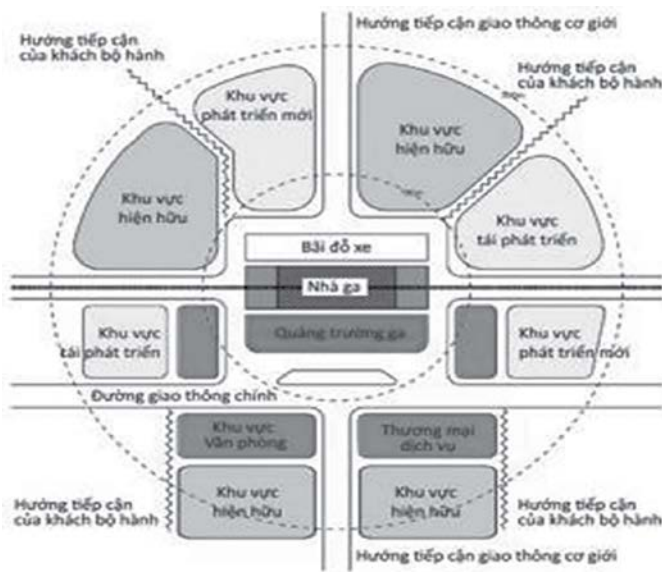 Hướng tiếp cận giao thông cơ giới
Hướng tiếp cận
của khách bộ hành
Hướng tiếp cận
của khách bộ hành
Khu vực
phát triển mới
Khu vực
hiện hữu
Khu vực
hiện hữu
Khu vực
tái phát triển
Bãi đỗ xe
Nhà ga
Quảng trường ga
Khu vực
tái phát triển
Khu vực
phát triển mới
Đường giao thông chính
Khu vực
Văn phòng
Thương mại
dịch vụ
Khu vực
hiện hữu
Khu vực
hiện hữu
Hướng tiếp cận
của khách bộ hành
Hướng tiếp cận
của khách bộ hành
Hướng tiếp cận giao thông cơ giới